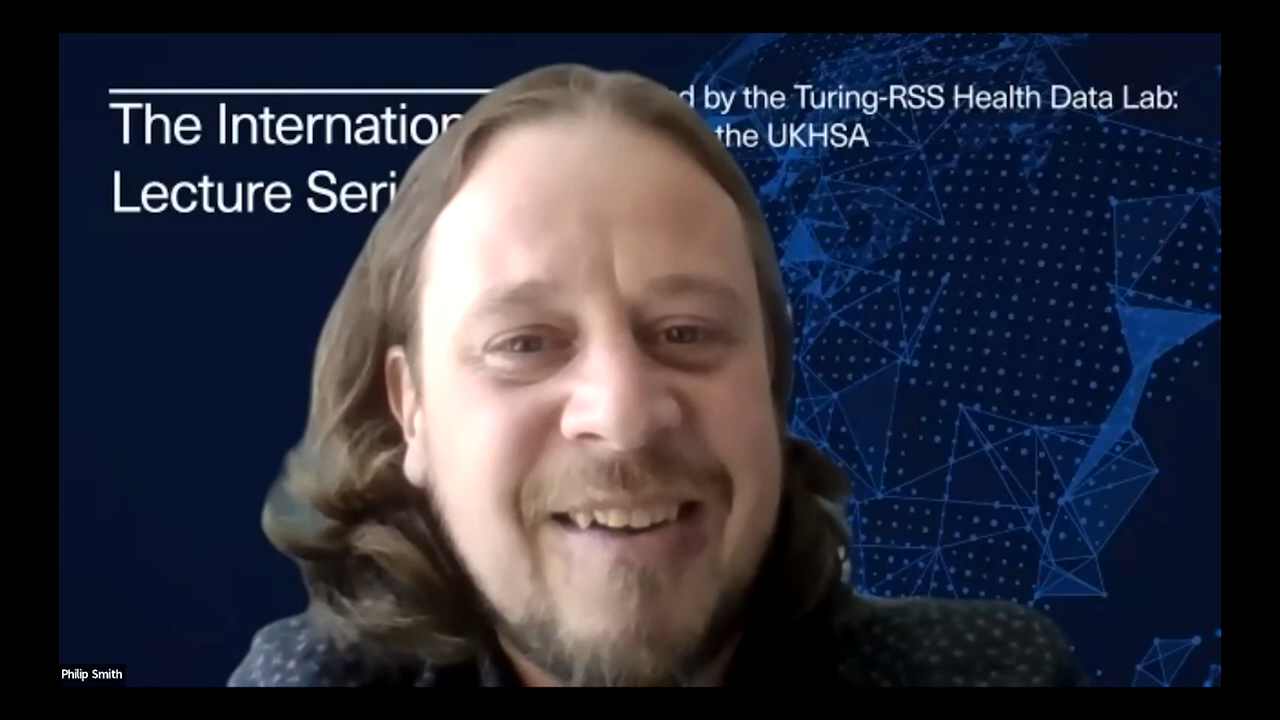 The Internation
Lecture Seri
d by the Turing-RSS Health Data Lab:
the UKHSA
Philip Smith